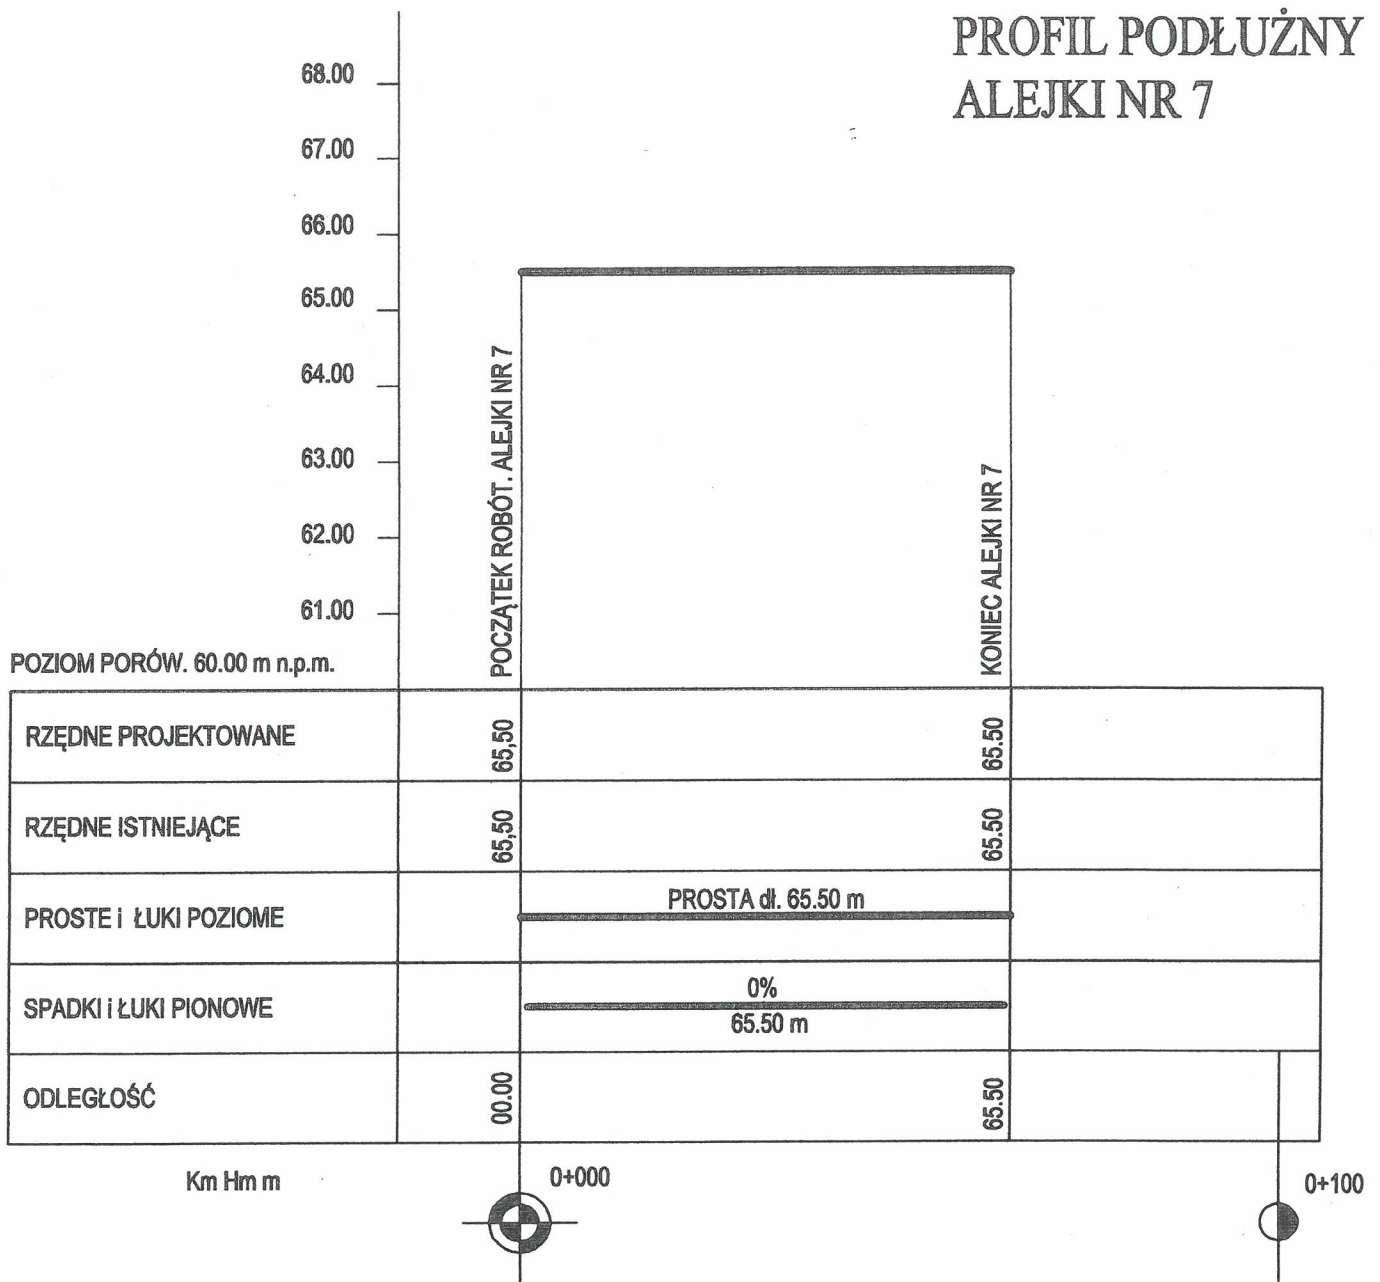 PROFIL PODŁUŻNY
ALEJKI NR 7
68.00
67.00
66.00
65.00
64.00
63.00
62.00
61.00
POCZĄTEK ROBÓT. ALEJKI NR 7
KONIEC ALEJKI NR 7
POZIOM PORÓW. 60.00 m n.p.m.
RZĘDNE PROJEKTOWANE
65,50
65.50
RZĘDNE ISTNIEJĄCE
65,50
65.50
PROSTE i ŁUKI POZIOME
PROSTA dł. 65.50 m
SPADKI i ŁUKI PIONOWE
0%
65.50 m
ODLEGŁOŚĆ
00.00
65.50
Km Hm m
0+000
0+100